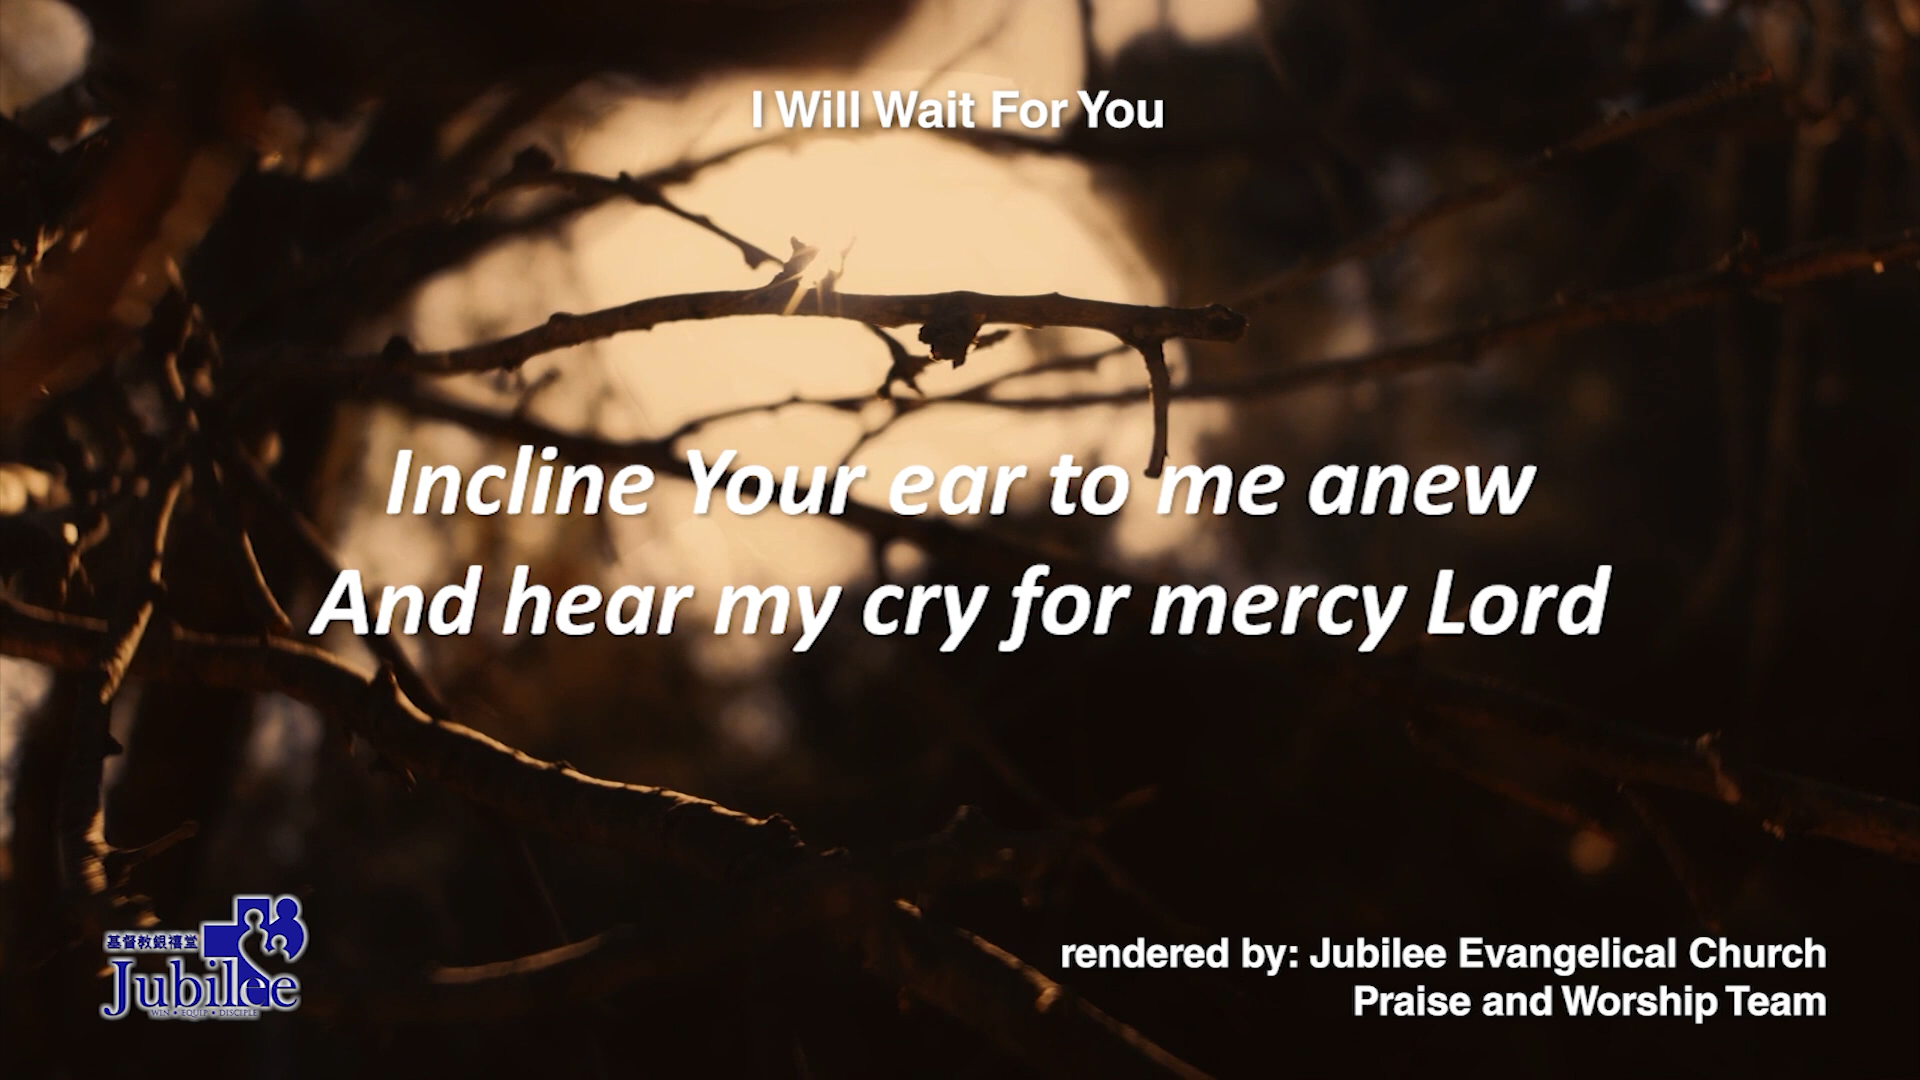 I Will Wait For You
Incline Your ear to me anew
And hear my cry for mercy Lord
基督教銀禧堂
Jubilee
WIN • EQUIP • DISCIPLE
rendered by: Jubilee Evangelical Church
Praise and Worship Team